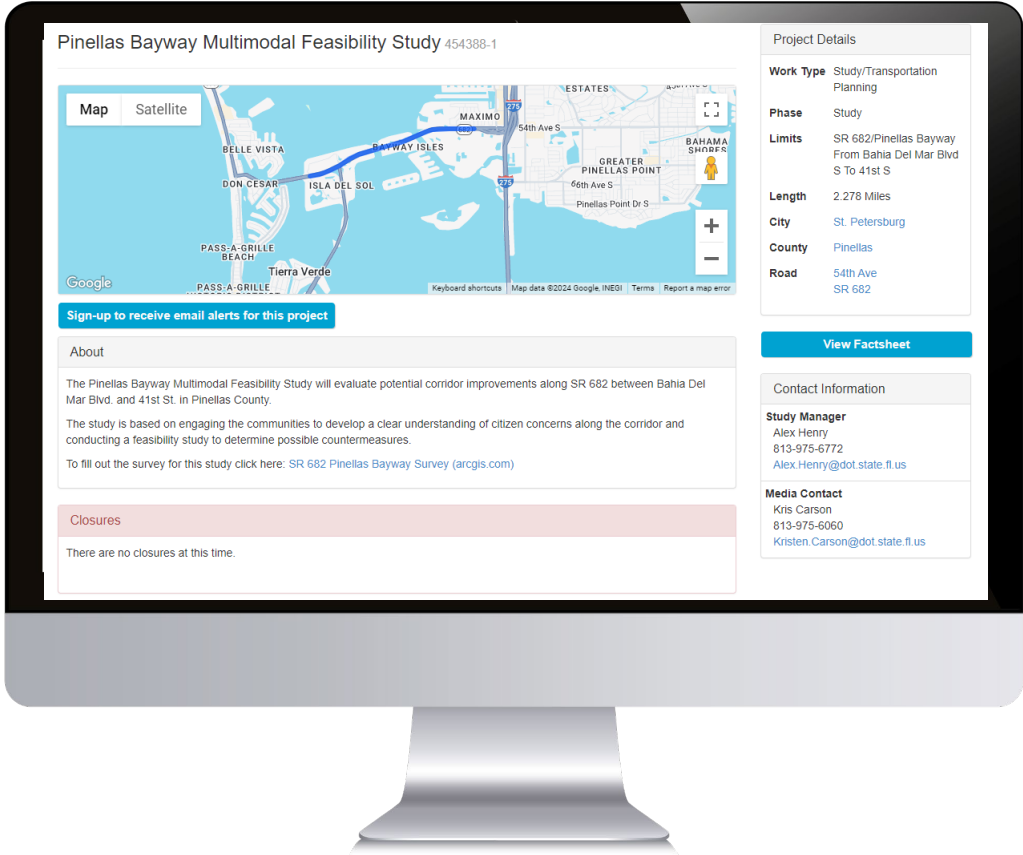 Pinellas Bayway Multimodal Feasibility Study 454388-1
Map
Satellite
ESTATES
275
MAXIMO
682
54th Ave S
BELLE VISTA
BAYWAY ISLES
BAHAMA
SHORES
GREATER
PINELLAS POINT
DON CESAR
ISLA DEL SOL
275
66th Ave S
Pinellas Point Dr S
PASS-A-GRILLE
BEACH
Tierra Verde
PASS-A-GRILLE
HISTORIC DISTRICT
Google
Keyboard shortcuts
Map data ©2024 Google, INEGI
Terms
Report a map error
Sign-up to receive email alerts for this project
About
The Pinellas Bayway Multimodal Feasibility Study will evaluate potential corridor improvements along SR 682 between Bahia Del
Mar Blvd. and 41st St. in Pinellas County.
The study is based on engaging the communities to develop a clear understanding of citizen concerns along the corridor and
conducting a feasibility study to determine possible countermeasures.
To fill out the survey for this study click here: SR 682 Pinellas Bayway Survey (arcgis.com)
Closures
There are no closures at this time.
Project Details
Work Type Study/Transportation
Planning
Phase Study
Limits SR 682/Pinellas Bayway
From Bahia Del Mar Blvd
S To 41st S
Length 2.278 Miles
City St. Petersburg
County Pinellas
Road 54th Ave
SR 682
View Factsheet
Contact Information
Study Manager
Alex Henry
813-975-6772
Alex.Henry@dot.state.fl.us
Media Contact
Kris Carson
813-975-6060
Kristen.Carson@dot.state.fl.us